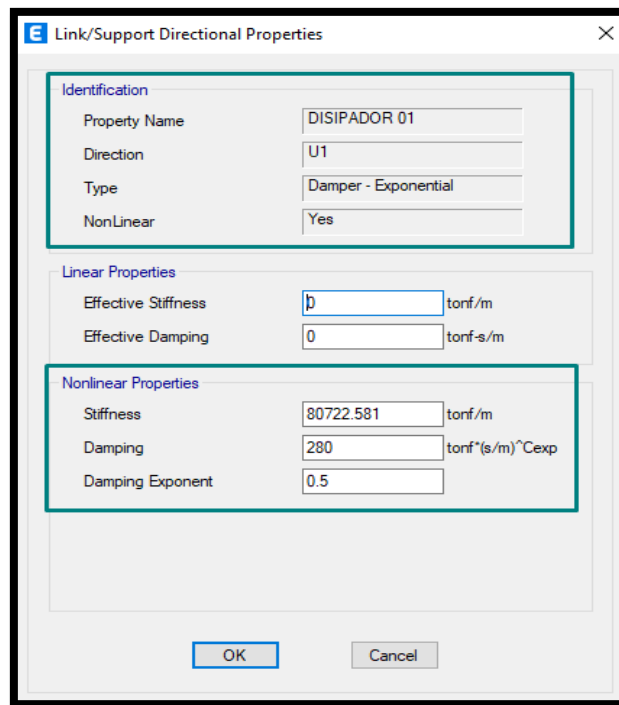 E Link/Support Directional Properties
Identification
Property Name DISIPADOR 01
Direction U1
Type Damper - Exponential
NonLinear Yes
Linear Properties
Effective Stiffness 0 tonf/m
Effective Damping 0 tonf-s/m
Nonlinear Properties
Stiffness 80722.581 tonf/m
Damping 280 tonf*(s/m)^Cexp
Damping Exponent 0.5
OK Cancel